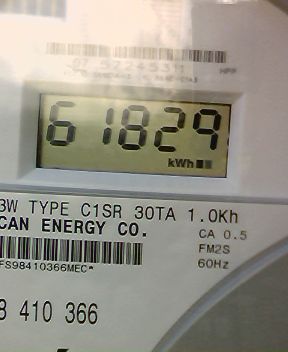 61829
kWh
3W TYPE C1SR 30TA 1.0Kh
CAN ENERGY CO.
CA 0.5
FM2S
60Hz
FS98410366MEC*
8 410 366